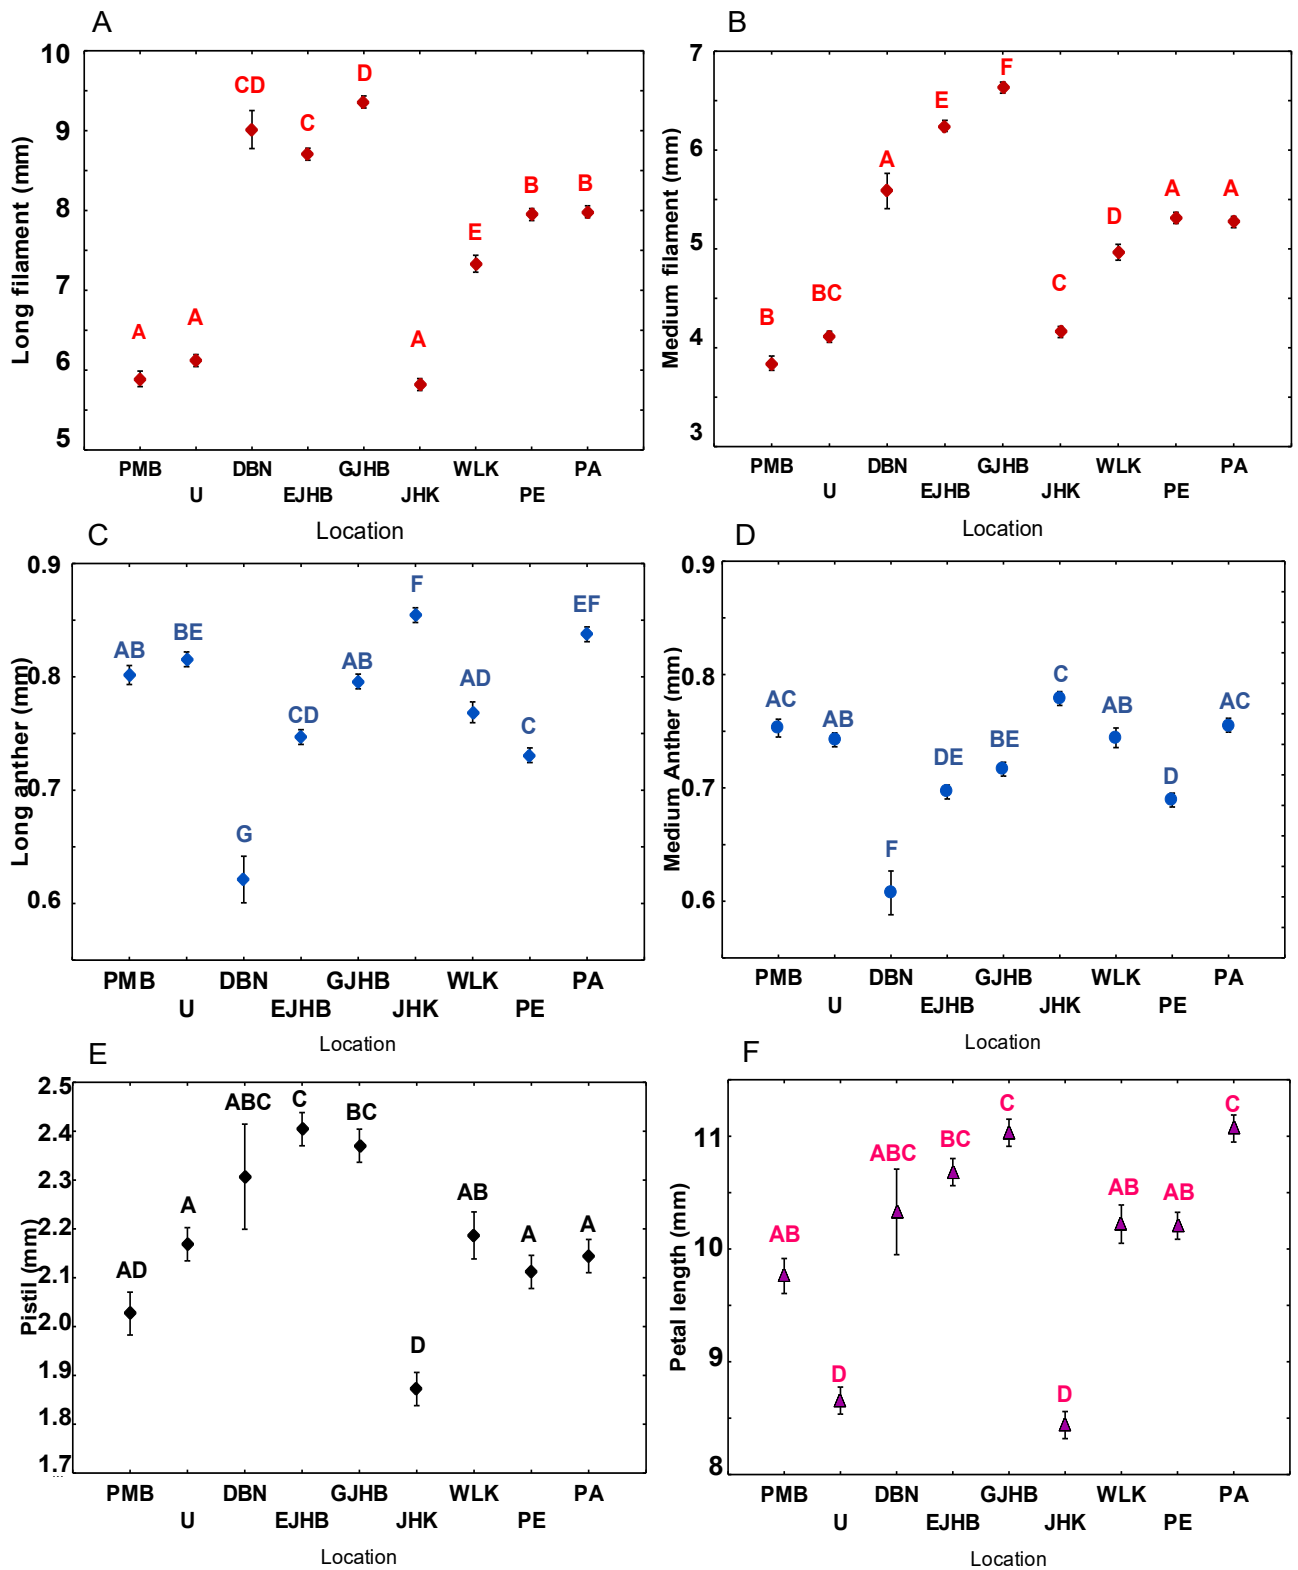 A
Long filament (mm)
10
9
8
7
6
5
A
A
CD
C
D
A
E
B
B
PMB
U
DBN
EJHB
GJHB
JHK
WLK
PE
PA
Location
B
Medium filament (mm)
7
6
5
4
3
B
BC
A
E
F
C
D
A
A
PMB
U
DBN
EJHB
GJHB
JHK
WLK
PE
PA
Location
C
Long anther (mm)
0.9
0.8
0.7
0.6
AB
BE
G
CD
AB
F
AD
C
EF
PMB
U
DBN
EJHB
GJHB
JHK
WLK
PE
PA
Location
D
Medium Anther (mm)
0.9
0.8
0.7
0.6
AC
AB
F
DE
BE
C
AB
D
AC
PMB
U
DBN
EJHB
GJHB
JHK
WLK
PE
PA
Location
E
Pistil (mm)
2.5
2.4
2.3
2.2
2.1
2.0
1.9
1.8
1.7
AD
A
ABC
C
BC
D
AB
A
A
PMB
U
DBN
EJHB
GJHB
JHK
WLK
PE
PA
Location
F
Petal length (mm)
11
10
9
8
AB
D
ABC
BC
C
D
AB
AB
C
PMB
U
DBN
EJHB
GJHB
JHK
WLK
PE
PA
Location